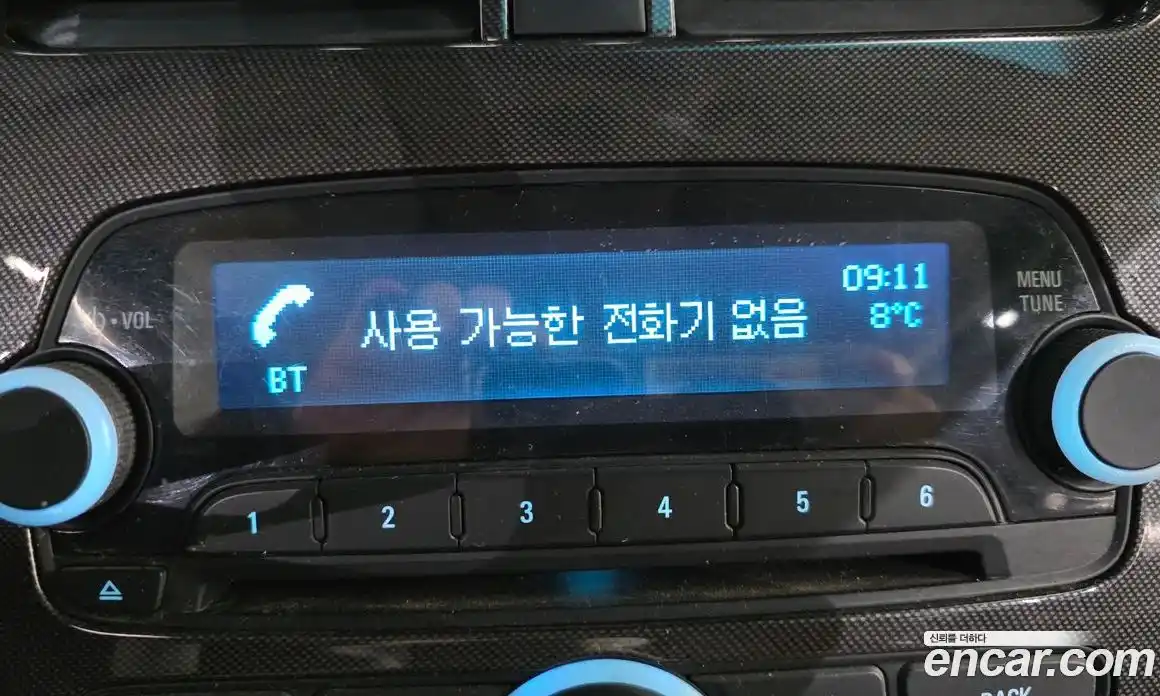 VOL
09:11
MENU
TUNE
사용 가능한 전화기 없음
8°C
BT
1 2 3 4 5 6
신뢰를 더하다
encar.com
BACK